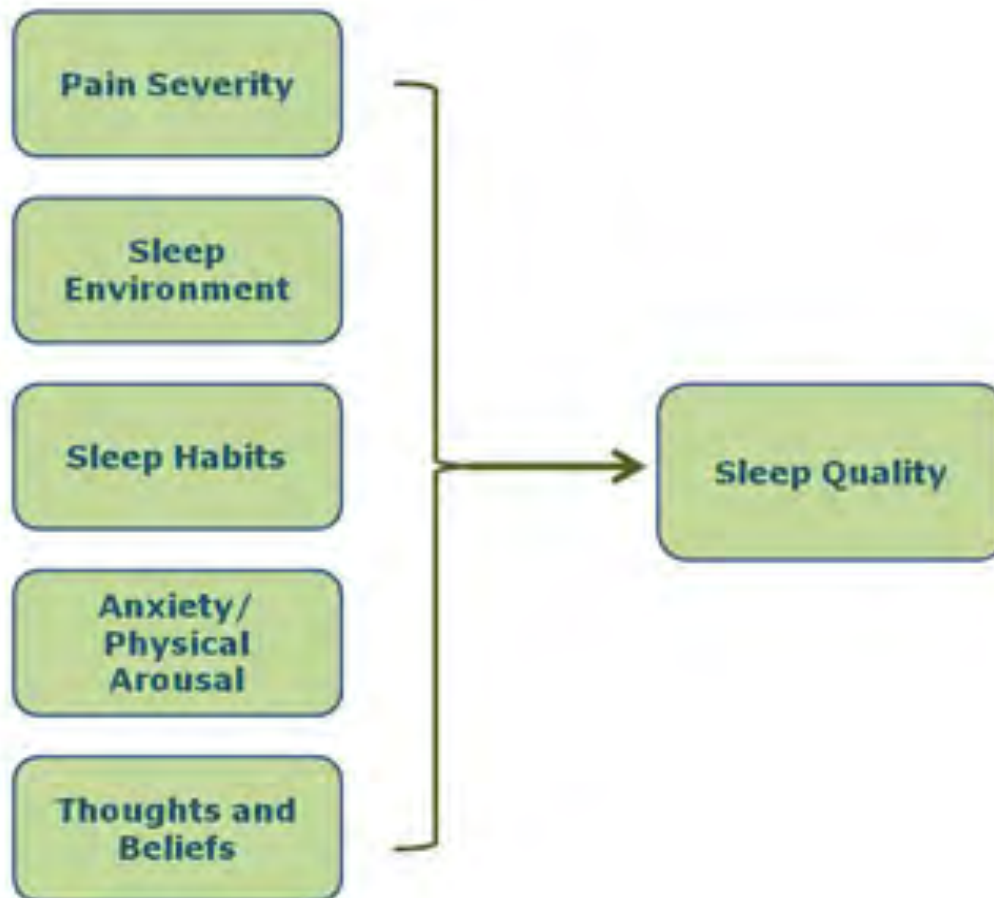 Pain Severity
Sleep
Environment
Sleep Habits
Anxiety/
Physical
Arousal
Thoughts and
Beliefs
Sleep Quality